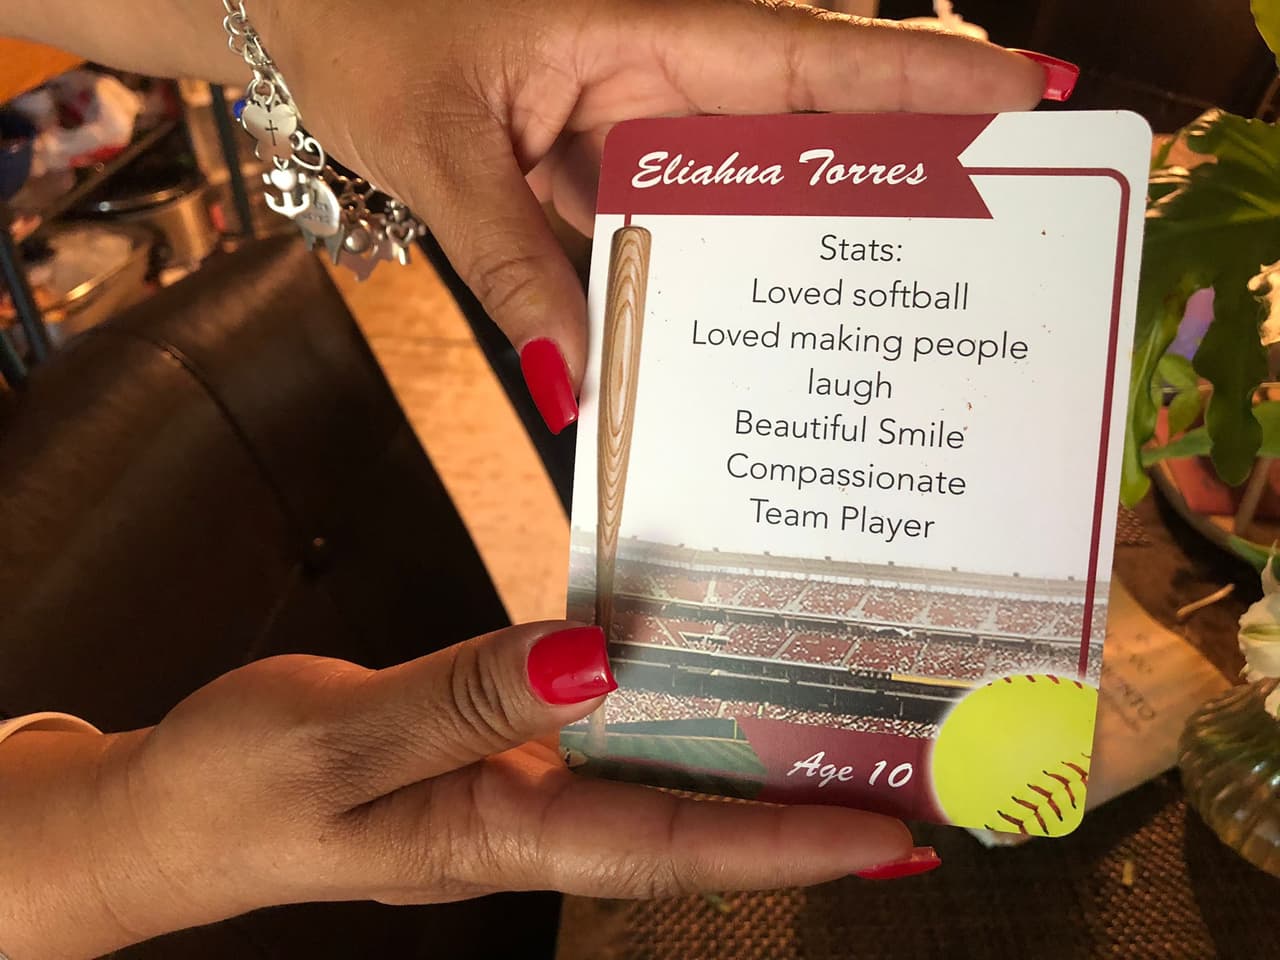 Eliahna Torres
Stats:
Loved softball
Loved making people
laugh
Beautiful Smile
Compassionate
Team Player
Age 10